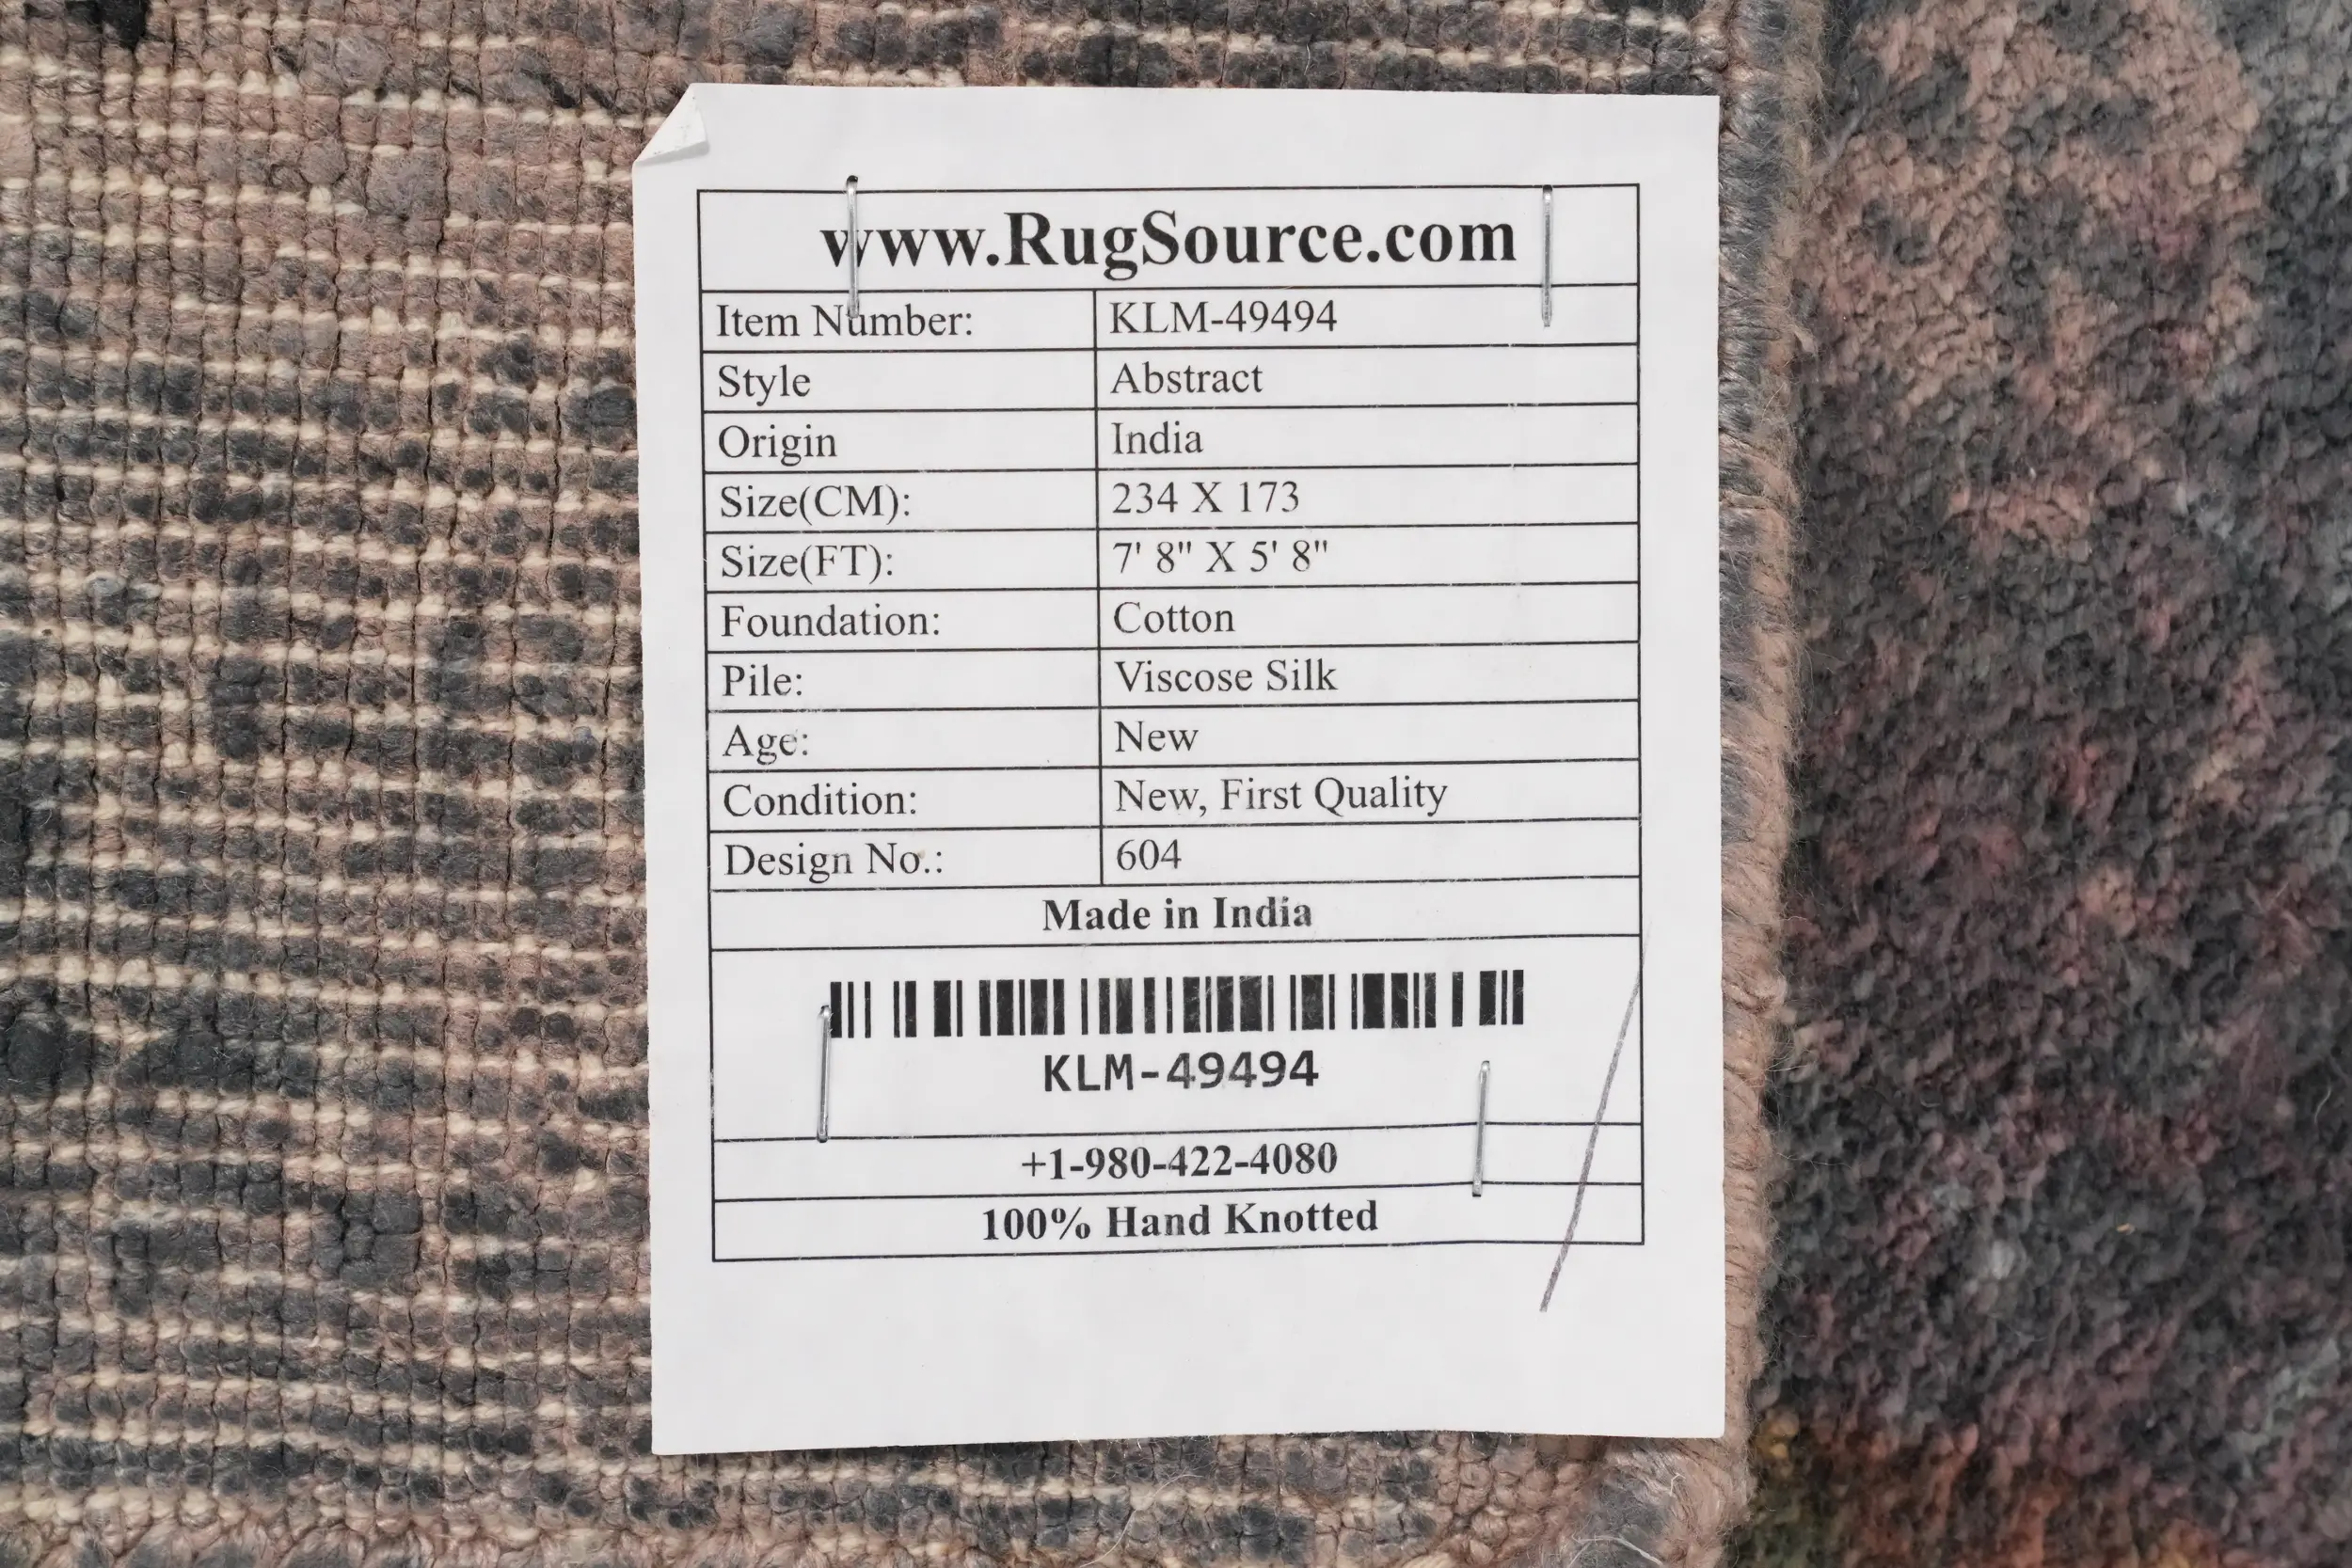 www.RugSource.com
Item Number: KLM-49494
Style Abstract
Origin India
Size(CM): 234 X 173
Size(FT): 7' 8" X 5' 8"
Foundation: Cotton
Pile: Viscose Silk
Age: New
Condition: New, First Quality
Design No.: 604
Made in India
KLM-49494
+1-980-422-4080
100% Hand Knotted